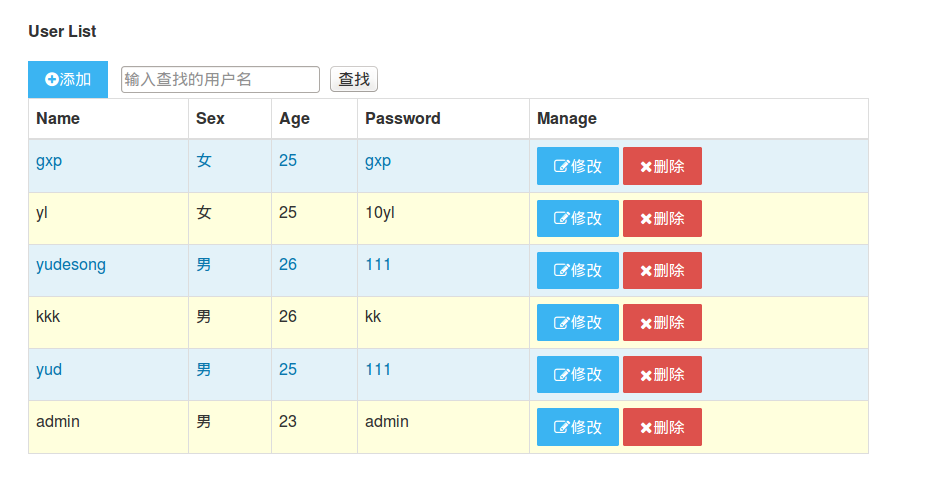 User List
添加 输入查找的用户名 查找
Name Sex Age Password Manage
gxp 女 25 gxp 修改 删除
yl 女 25 10yl 修改 删除
yudesong 男 26 111 修改 删除
kkk 男 26 kk 修改 删除
yud 男 25 111 修改 删除
admin 男 23 admin 修改 删除